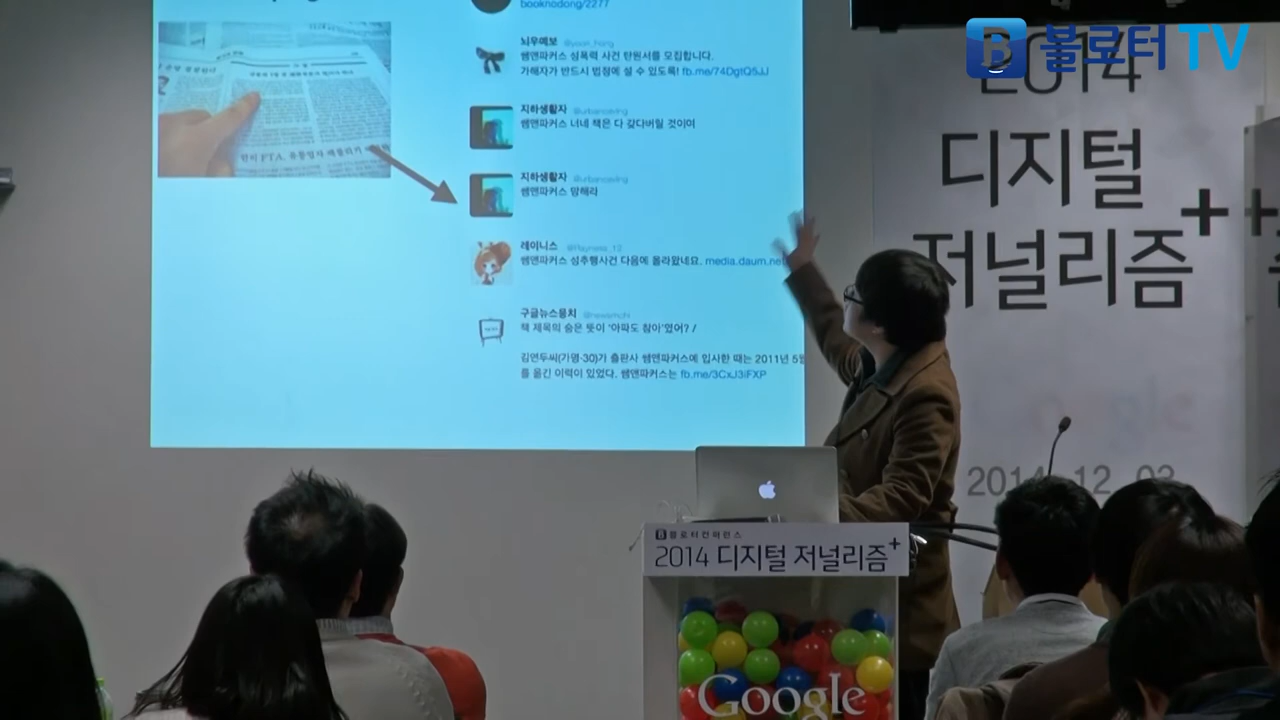 booknodong/2277
뇌우예보 @yoon_hong
쌤앤파커스 성폭력 사건 탄원서를 모집합니다.
가해자가 반드시 법정에 설 수 있도록! fb.me/74DgtQ5JJ
지하생활자
쌤앤파커스 너네 책은 다 갖다버릴 것이며
지하생활자
쌤앤파커스 망해라
레이니스
쌤앤파커스 성추행사건 다음에 올라왔네요. media.daum.net
구글뉴스뭉치
책 제목의 숨은 뜻이 '아파도 참아'였어? /
김연두씨(가명·30)가 출판사 쌤앤파커스에 입사한 때는 2011년 5월
를 옮긴 이력이 있었다. 쌤앤파커스는 fb.me/3CxJ3iFXP
B 블로터 TV
2014
디지털
저널리즘+
2014 12 03
B 블로터컨퍼런스
2014 디지털 저널리즘+
Google